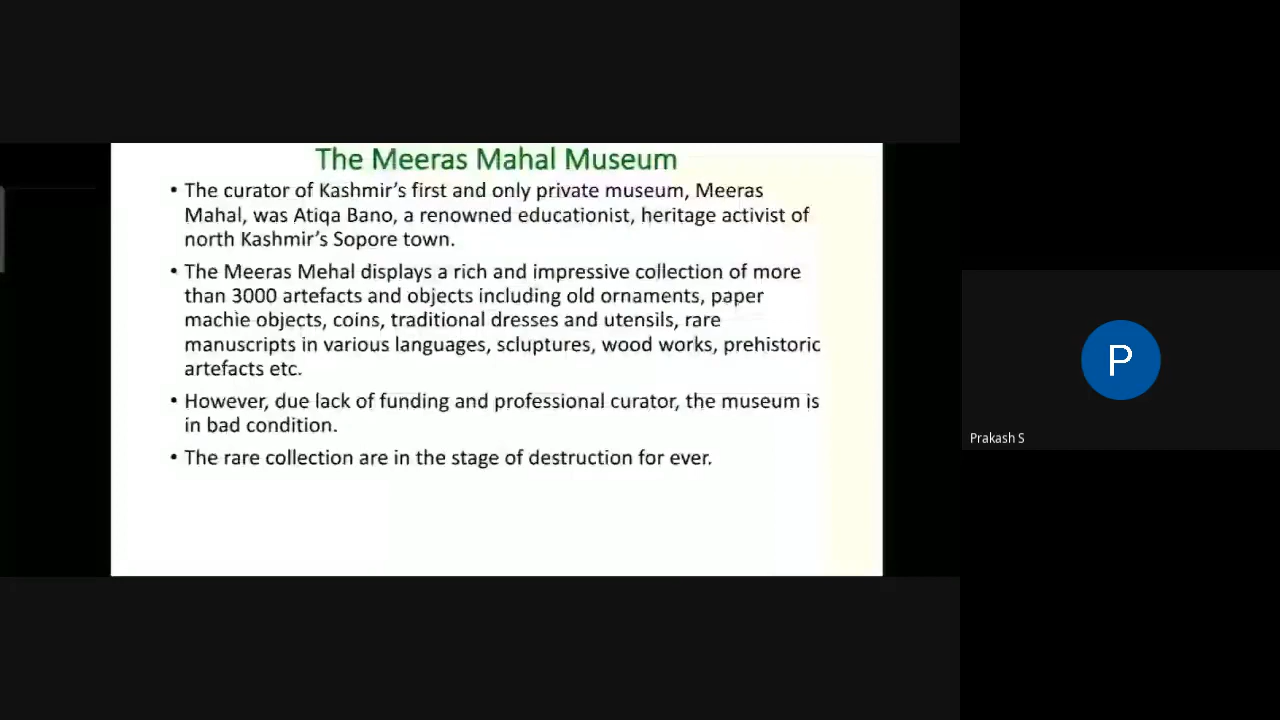 The Meeras Mahal Museum
• The curator of Kashmir's first and only private museum, Meeras
Mahal, was Atiqa Bano, a renowned educationist, heritage activist of
north Kashmir's Sopore town.
• The Meeras Mehal displays a rich and impressive collection of more
than 3000 artefacts and objects including old ornaments, paper
machie objects, coins, traditional dresses and utensils, rare
manuscripts in various languages, scluptures, wood works, prehistoric
artefacts etc.
• However, due lack of funding and professional curator, the museum is
in bad condition.
• The rare collection are in the stage of destruction for ever.
P
Prakash S